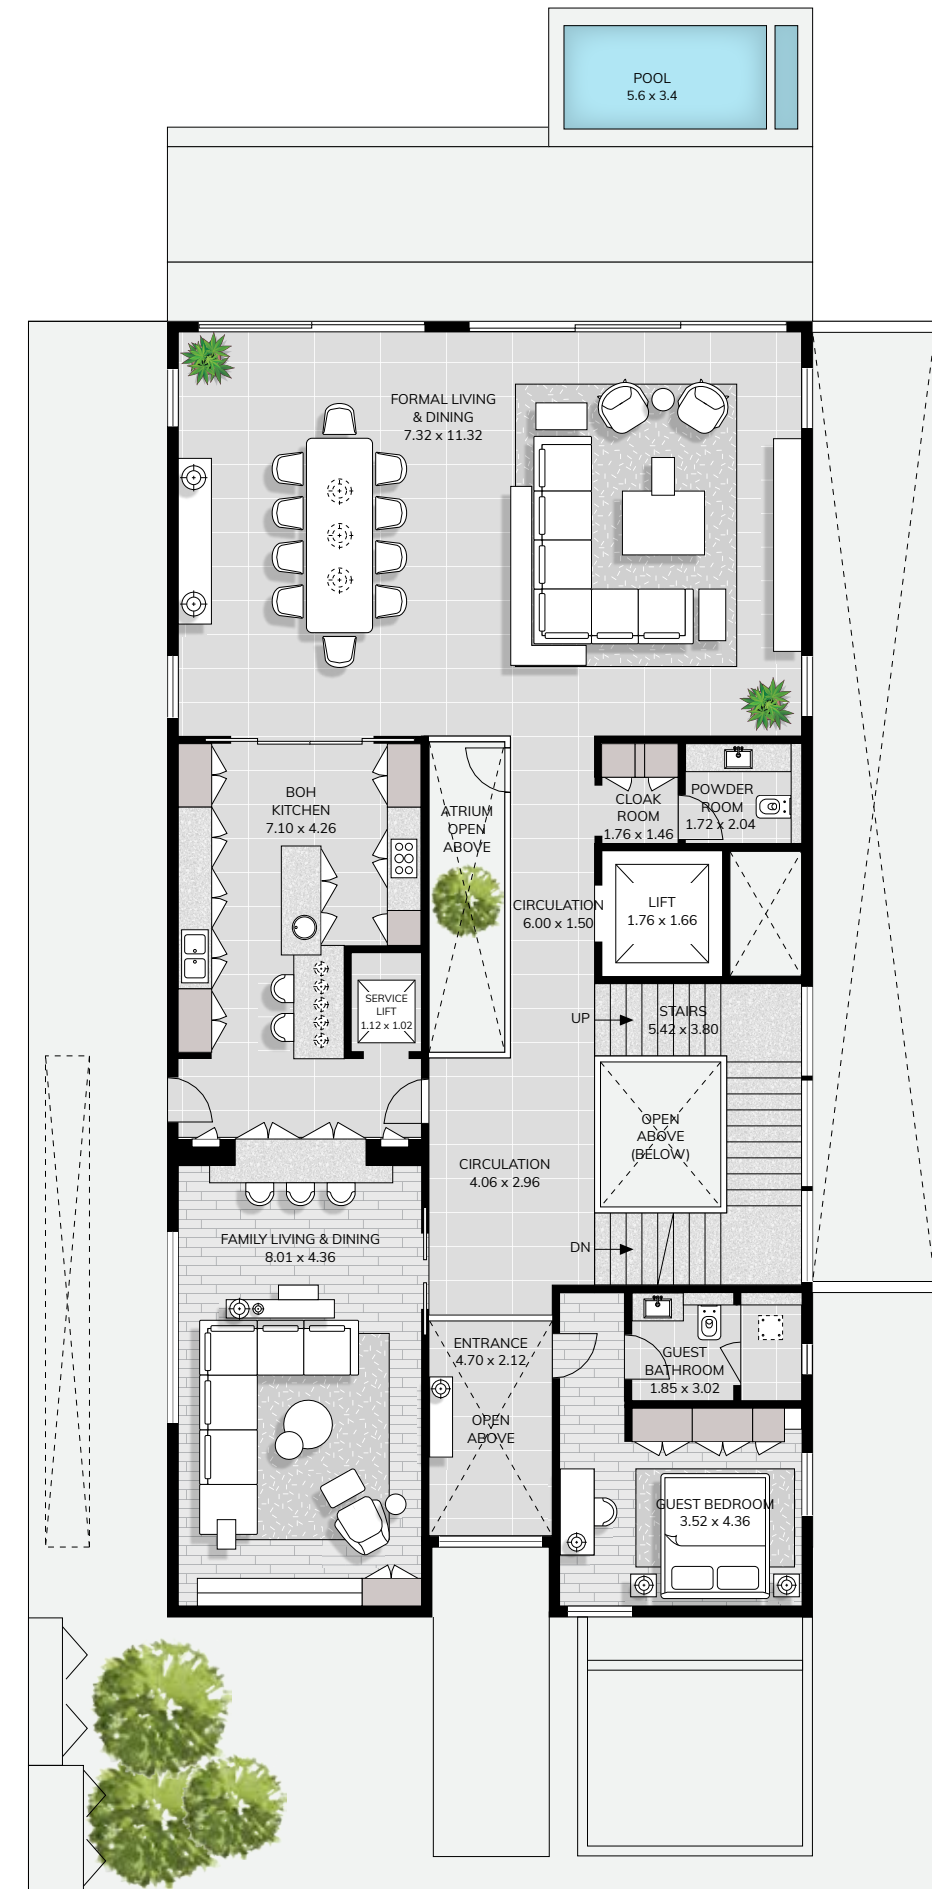 POOL
5.6 x 3.4
FORMAL LIVING
& DINING
7.32 x 11.32
BOH
KITCHEN
7.10 x 4.26
ATRIUM
OPEN
ABOVE
CLOAK
ROOM
1.76 x 1.46
POWDER
ROOM
1.72 x 2.04
CIRCULATION
6.00 x 1.50
LIFT
1.76 x 1.66
SERVICE
LIFT
1.12 x 1.02
UP
STAIRS
5.42 x 3.80
OPEN
ABOVE
(BELOW)
CIRCULATION
4.06 x 2.96
FAMILY LIVING & DINING
8.01 x 4.36
DN
ENTRANCE
4.70 x 2.12
OPEN
ABOVE
GUEST
BATHROOM
1.85 x 3.02
GUEST BEDROOM
3.52 x 4.36